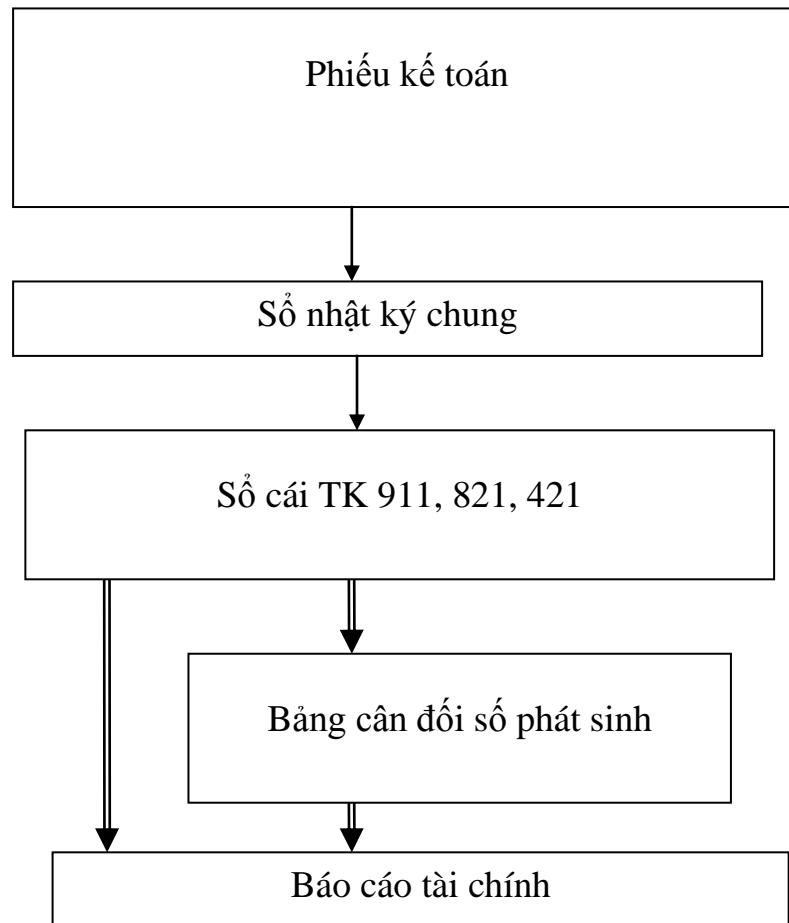 Phiếu kế toán
Sổ nhật ký chung
Sổ cái TK 911, 821, 421
Bảng cân đối số phát sinh
Báo cáo tài chính